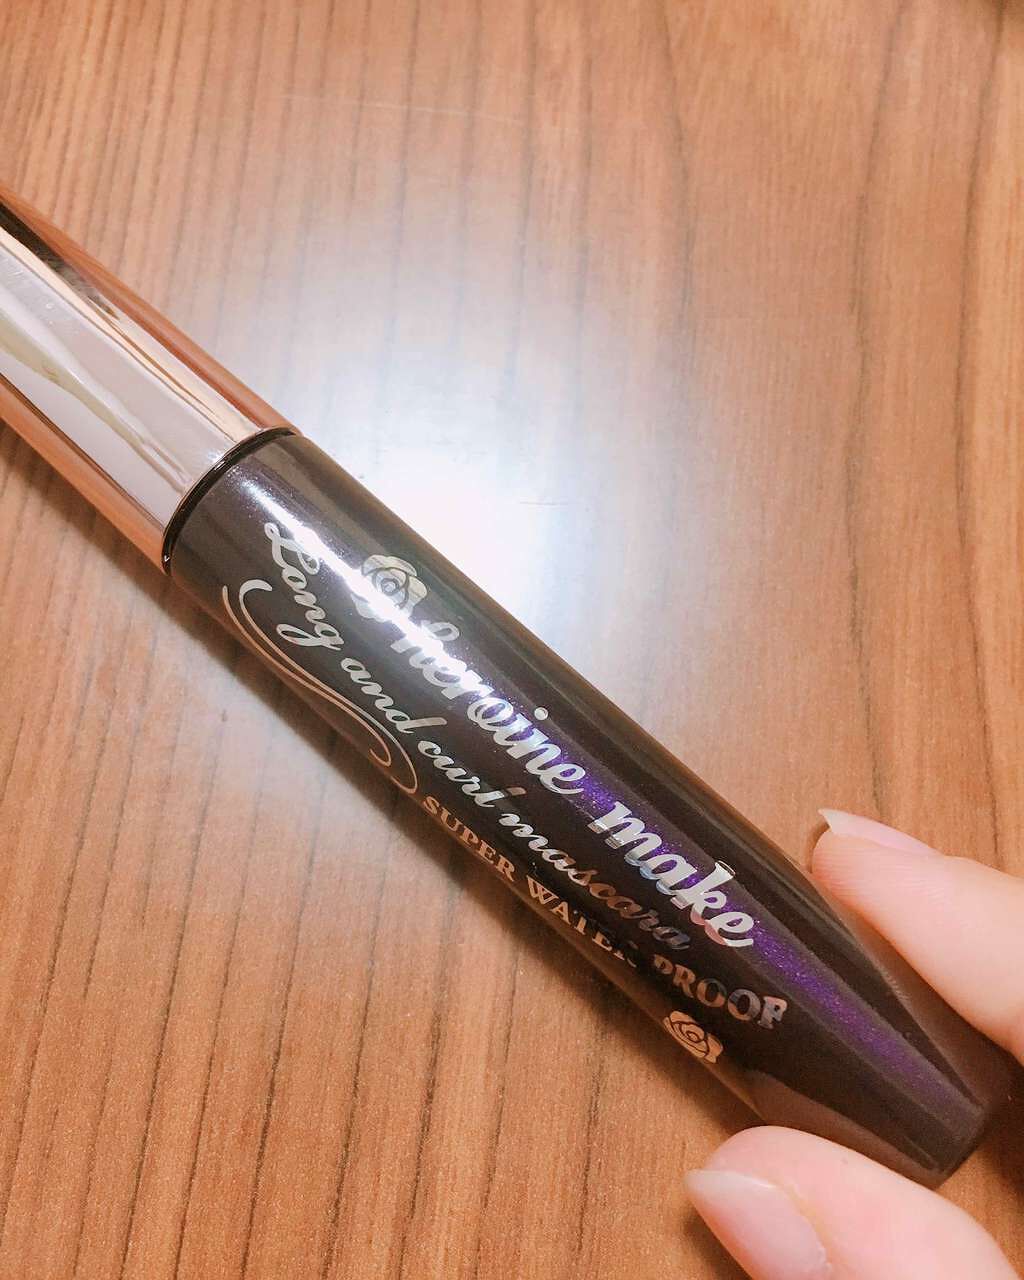 heroine make
Long and curl mascara
SUPER WATER PROOF